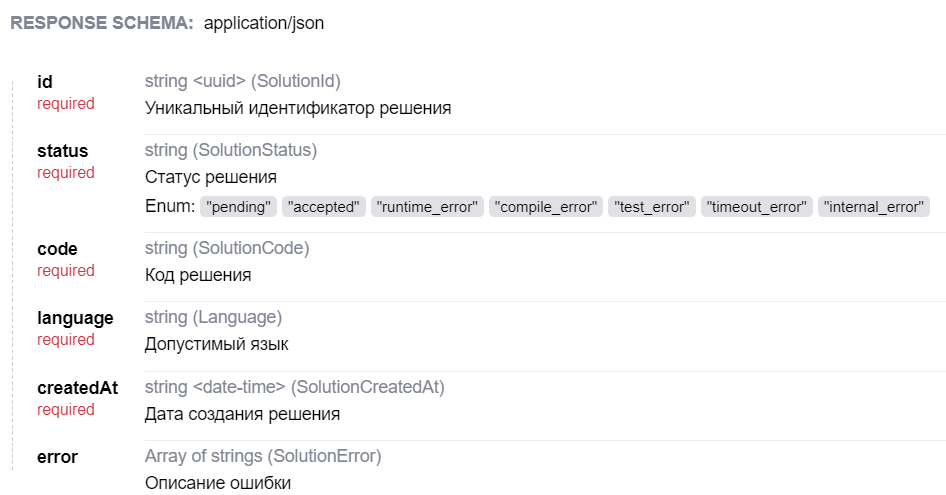 RESPONSE SCHEMA: application/json
id string <uuid> (SolutionId)
required Уникальный идентификатор решения
status string (SolutionStatus)
required Статус решения
Enum: "pending" "accepted" "runtime_error" "compile_error" "test_error" "timeout_error" "internal_error"
code string (SolutionCode)
required Код решения
language string (Language)
required Допустимый язык
createdAt string <date-time> (SolutionCreatedAt)
required Дата создания решения
error Array of strings (SolutionError)
Описание ошибки